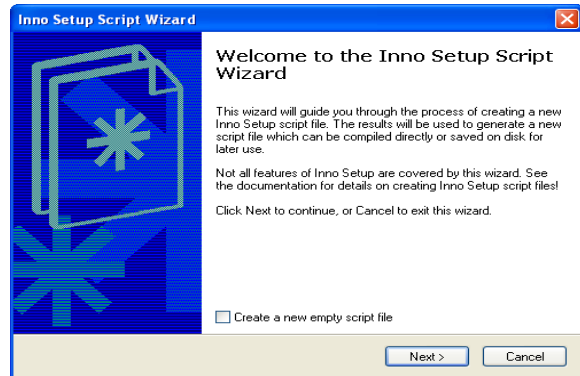 Inno Setup Script Wizard
Welcome to the Inno Setup Script
Wizard
This wizard will guide you through the process of creating a new
Inno Setup script file. The results will be used to generate a new
script file which can be compiled directly or saved on disk for
later use.
Not all features of Inno Setup are covered by this wizard. See
the documentation for details on creating Inno Setup script files!
Click Next to continue, or Cancel to exit this wizard.
Create a new empty script file
Next >
Cancel